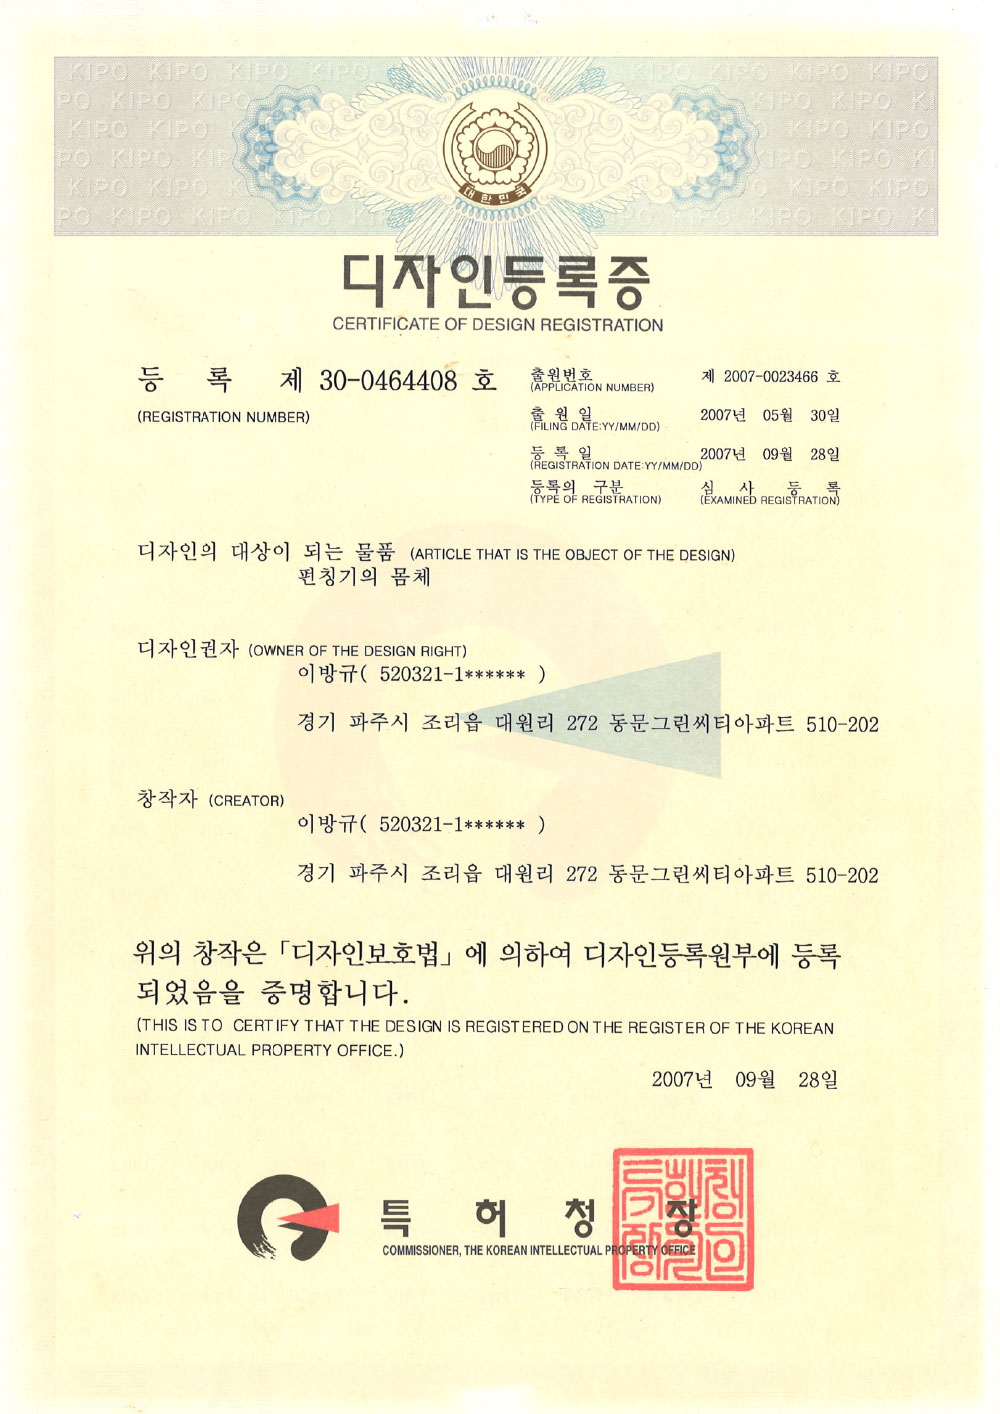 KIPO KIPO KIPO KIPO KIPO KIPO KIPO KIPO
대한민국
디자인등록증
CERTIFICATE OF DESIGN REGISTRATION
등 록 제 30-0464408 호
(REGISTRATION NUMBER)
출원번호 제 2007-0023466 호
(APPLICATION NUMBER)
출 원 일 2007년 05월 30일
(FILING DATE:YY/MM/DD)
등 록 일 2007년 09월 28일
(REGISTRATION DATE:YY/MM/DD)
등록의 구분 심 사 등 록
(TYPE OF REGISTRATION) (EXAMINED REGISTRATION)
디자인의 대상이 되는 물품 (ARTICLE THAT IS THE OBJECT OF THE DESIGN)
펀칭기의 몸체
디자인권자 (OWNER OF THE DESIGN RIGHT)
이방규( 520321-1****** )
경기 파주시 조리읍 대원리 272 동문그린씨티아파트 510-202
창작자 (CREATOR)
이방규( 520321-1****** )
경기 파주시 조리읍 대원리 272 동문그린씨티아파트 510-202
위의 창작은 「디자인보호법」에 의하여 디자인등록원부에 등록
되었음을 증명합니다.
(THIS IS TO CERTIFY THAT THE DESIGN IS REGISTERED ON THE REGISTER OF THE KOREAN
INTELLECTUAL PROPERTY OFFICE.)
2007년 09월 28일
특 허 청 장
COMMISSIONER, THE KOREAN INTELLECTUAL PROPERTY OFFICE